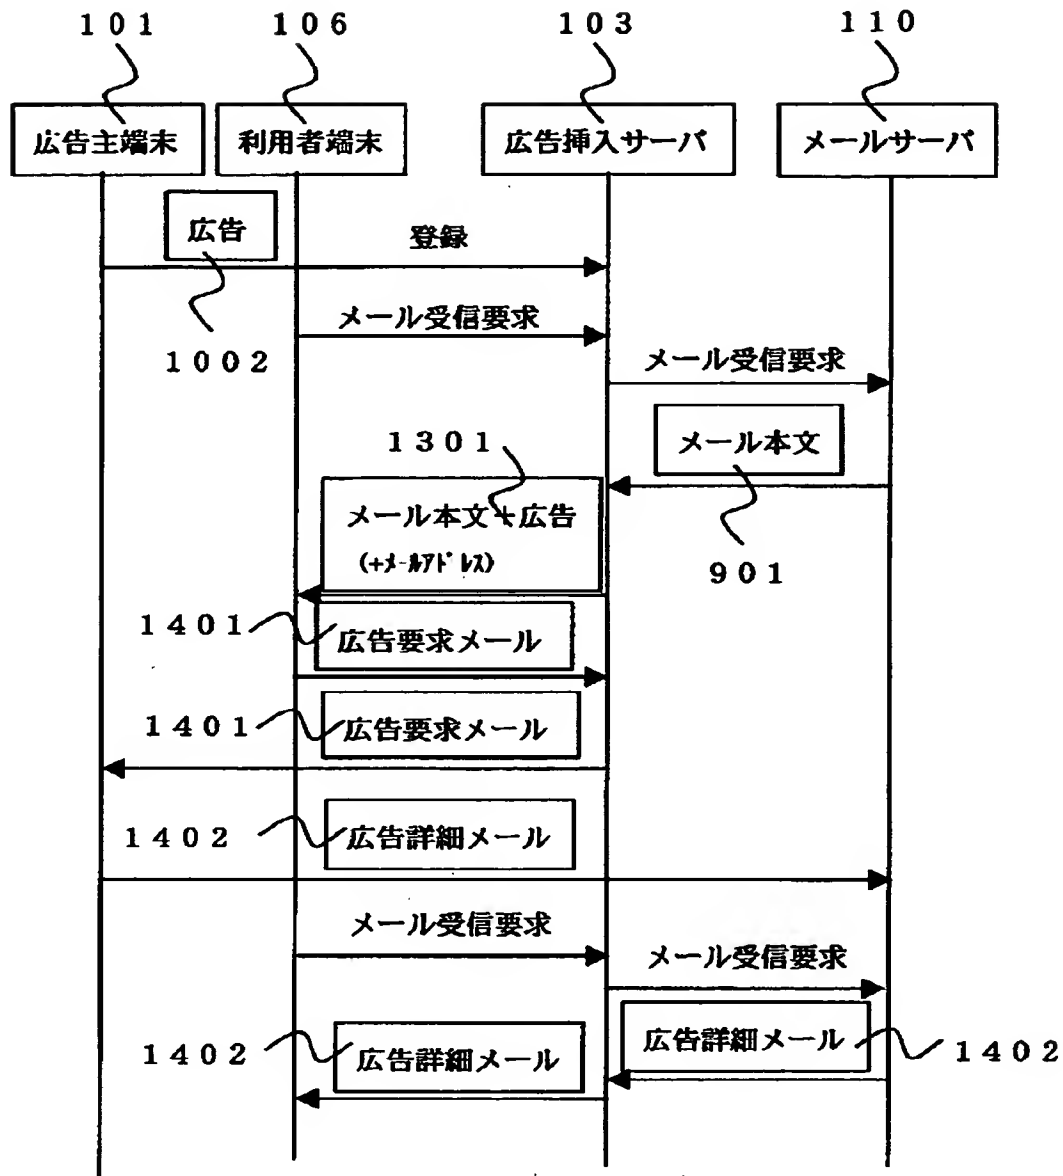 １０１ １０６ １０３ １１０
広告主端末 利用者端末 広告挿入サーバ メールサーバ
広告
登録
メール受信要求
１００２
メール受信要求
メール本文
１３０１
メール本文＋広告
(+ﾒｰﾙｱﾄﾞﾚｽ)
９０１
１４０１
広告要求メール
１４０１
広告要求メール
１４０２
広告詳細メール
メール受信要求
メール受信要求
広告詳細メール
１４０２
１４０２
広告詳細メール